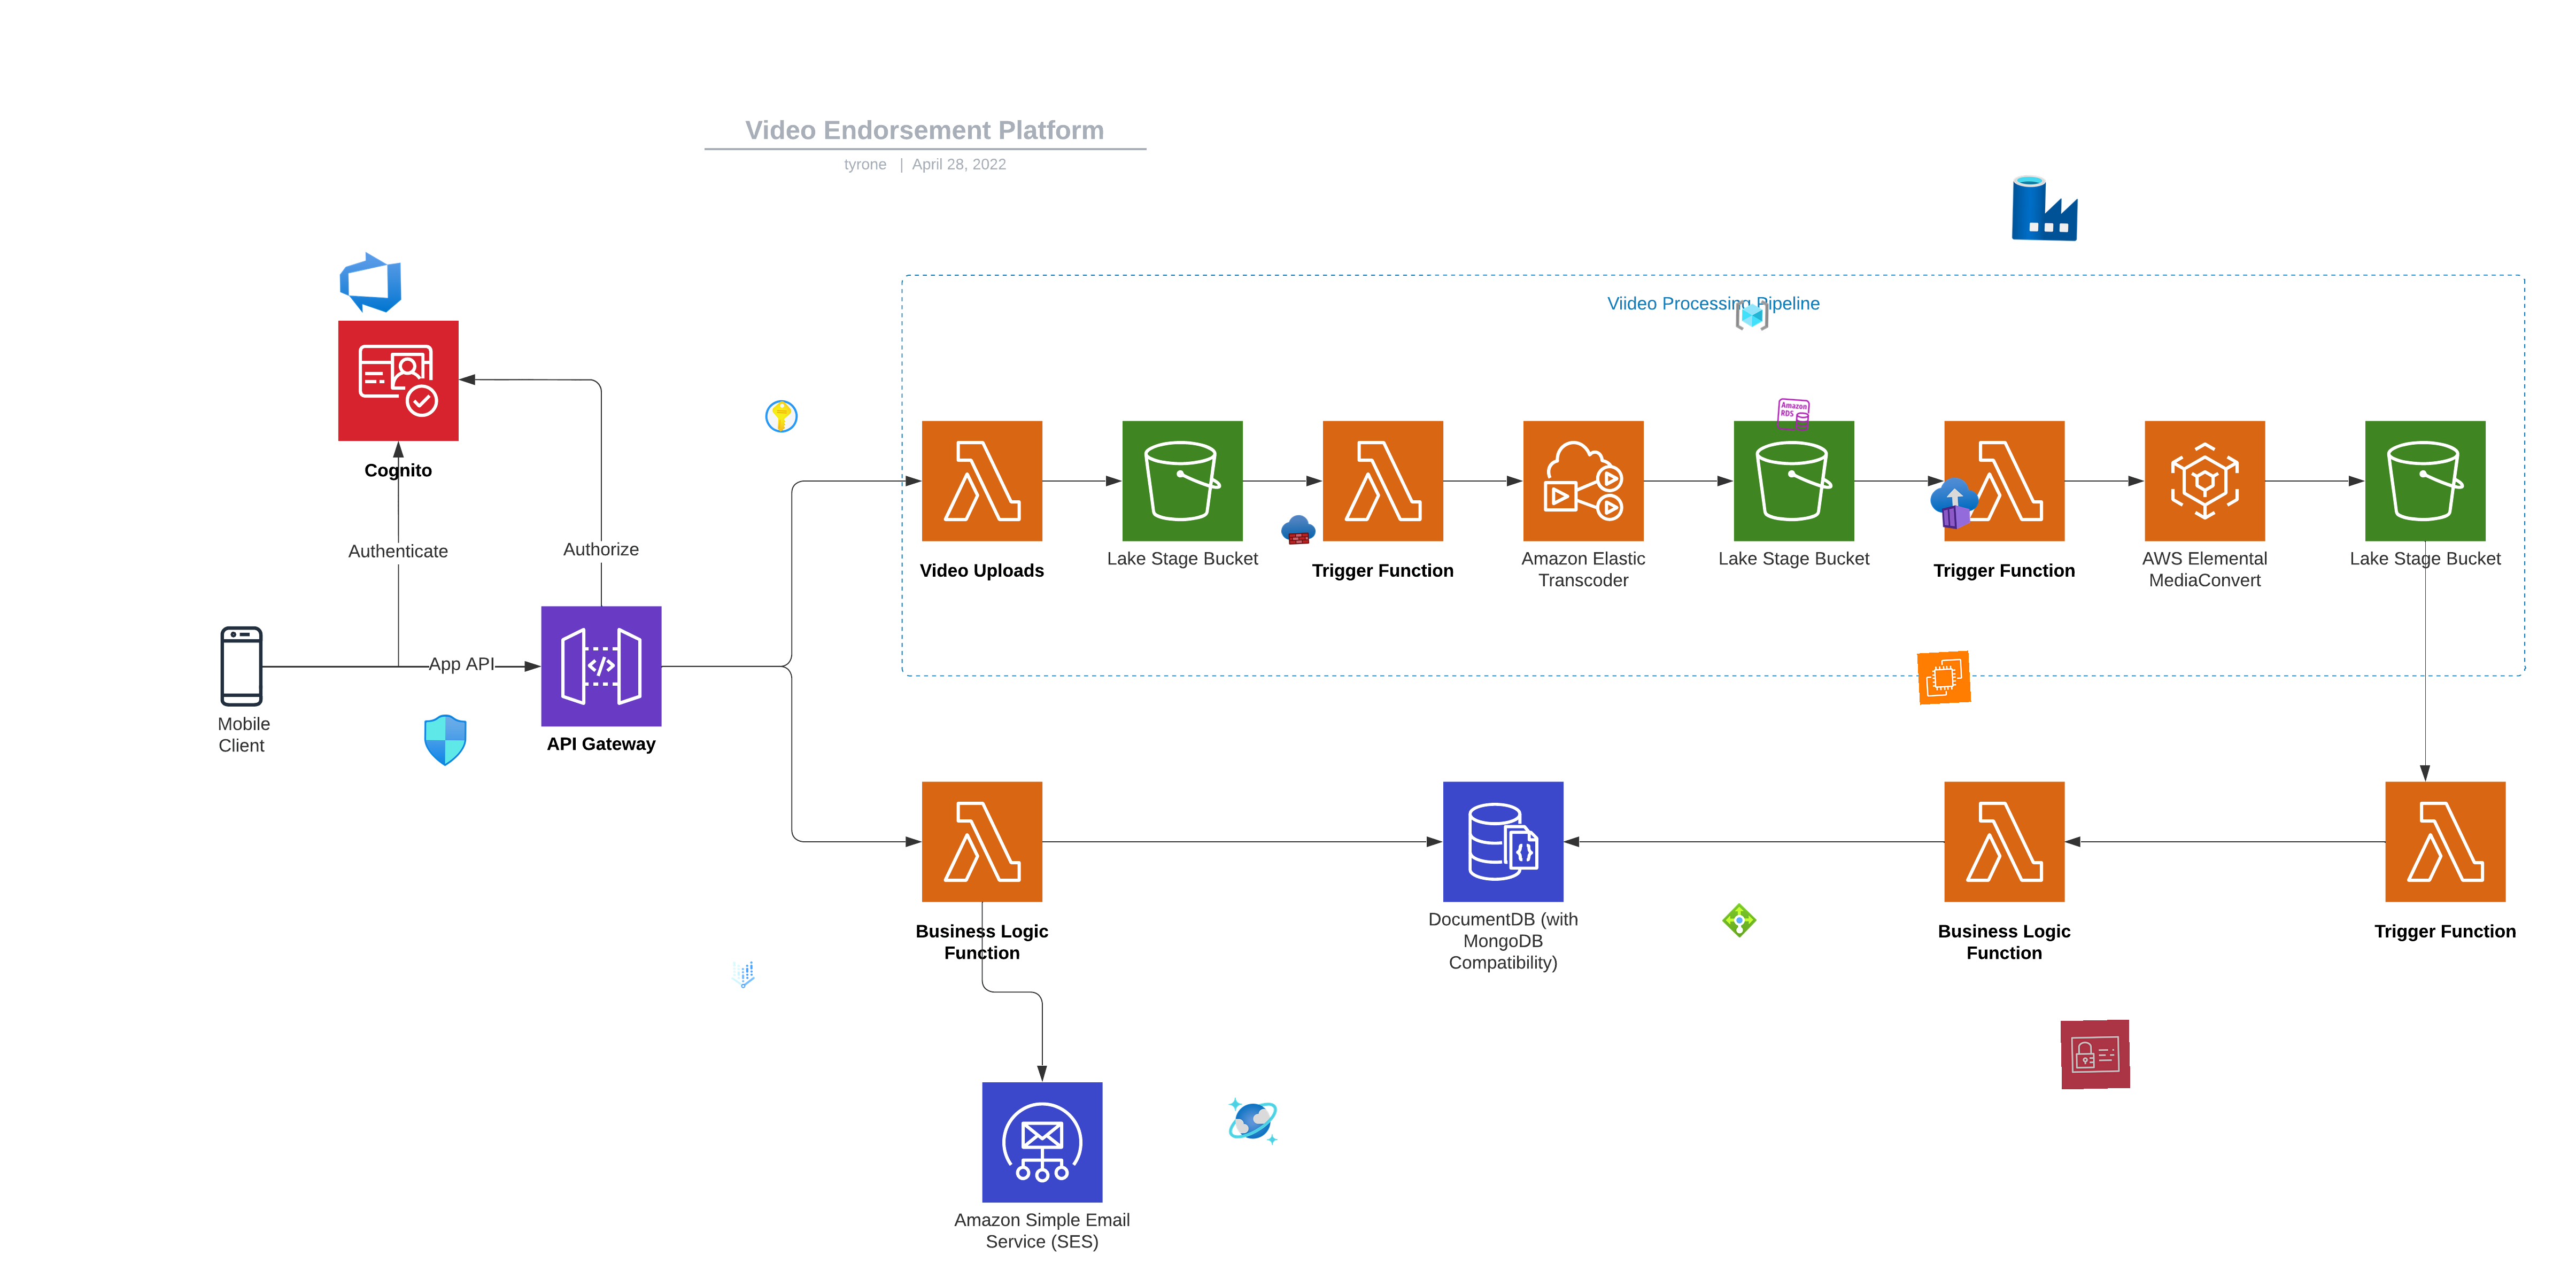 Video Endorsement Platform
tyrone | April 28, 2022
Viideo Processing Pipeline
Amazon
RDS
Cognito
Authenticate
Authorize
App API
Mobile
Client
API Gateway
Video Uploads
Lake Stage Bucket
Trigger Function
Amazon Elastic
Transcoder
Lake Stage Bucket
Trigger Function
AWS Elemental
MediaConvert
Lake Stage Bucket
Business Logic
Function
DocumentDB (with
MongoDB
Compatibility)
Business Logic
Function
Trigger Function
Amazon Simple Email
Service (SES)